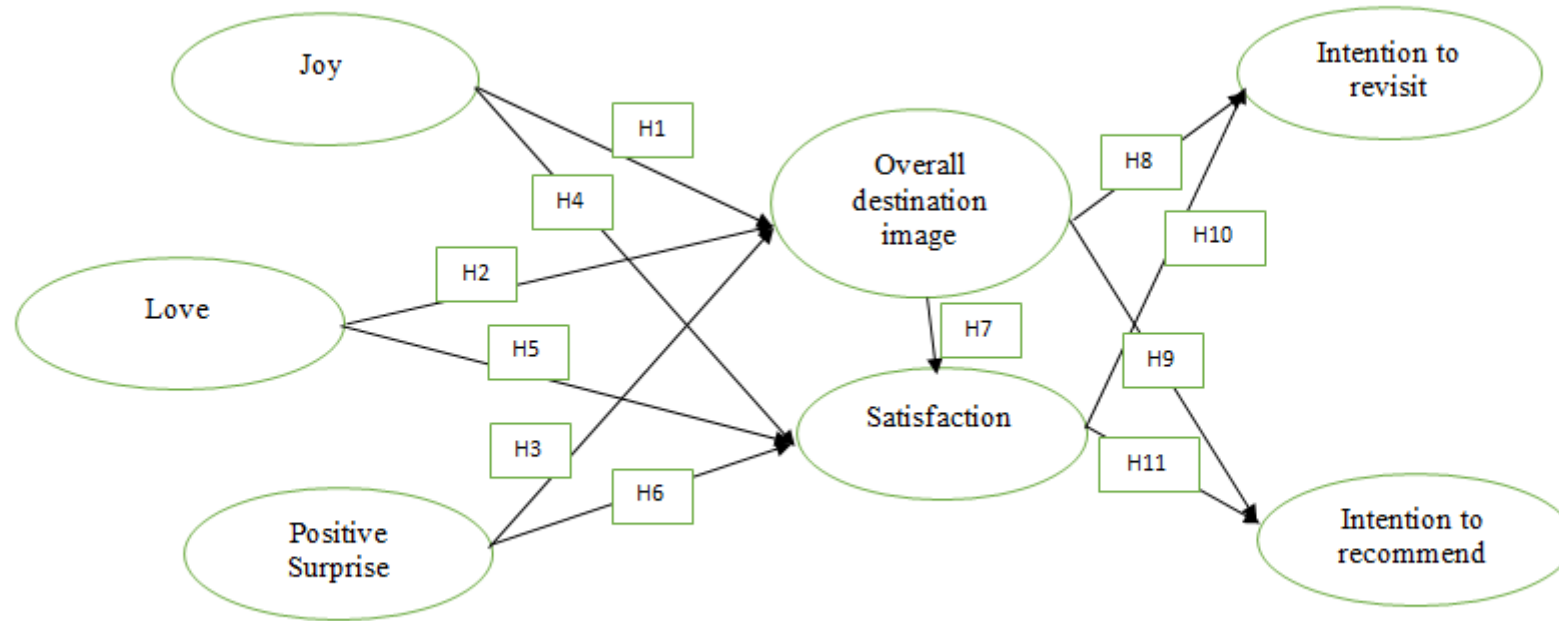 Joy
Love
Positive
Surprise
H1
H4
H2
H5
H3
H6
Overall
destination
image
H7
Satisfaction
H8
H10
H9
H11
Intention to
revisit
Intention to
recommend